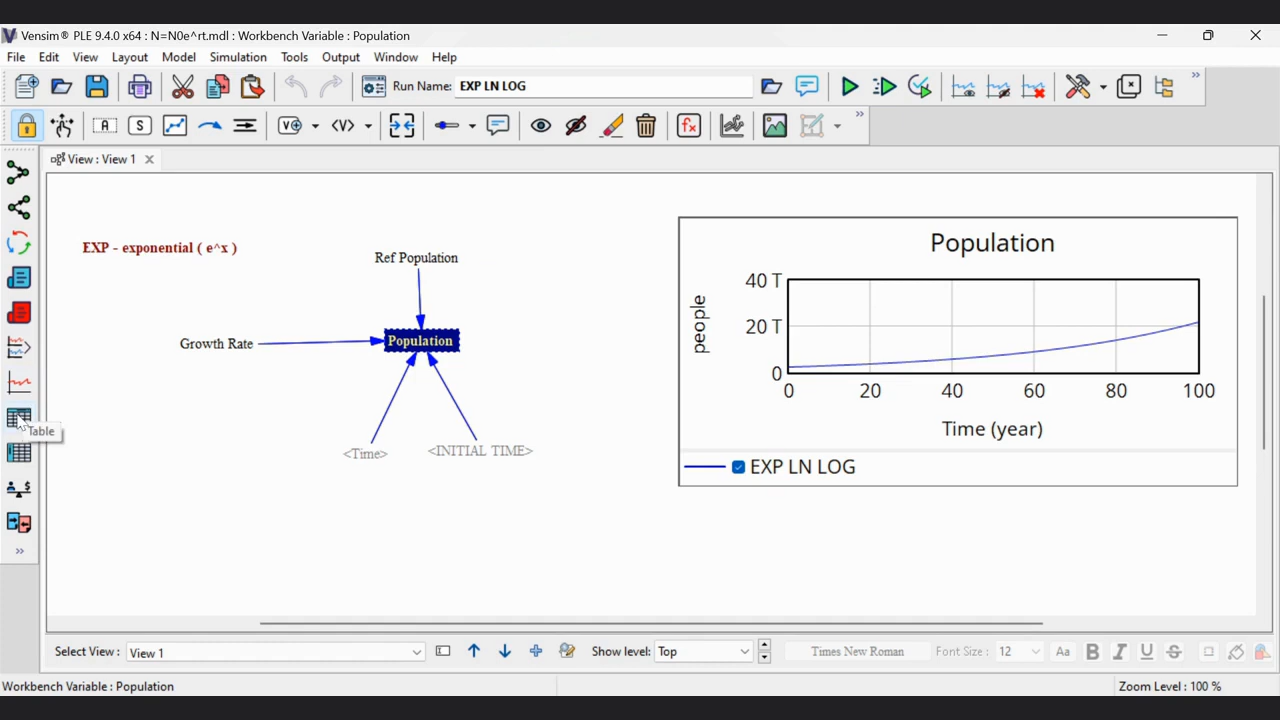 Vensim® PLE 9.4.0 x64 : N=N0e^rt.mdl : Workbench Variable : Population
File Edit View Layout Model Simulation Tools Output Window Help
Run Name: EXP LN LOG
View : View 1
EXP - exponential ( e^x )
Ref Population
Growth Rate
Population
<Time>
<INITIAL TIME>
Table
Population
people
40 T
20 T
0
0 20 40 60 80 100
Time (year)
EXP LN LOG
Select View : View 1 Show level: Top Times New Roman Font Size : 12 Aa B I U S
Workbench Variable : Population Zoom Level : 100 %